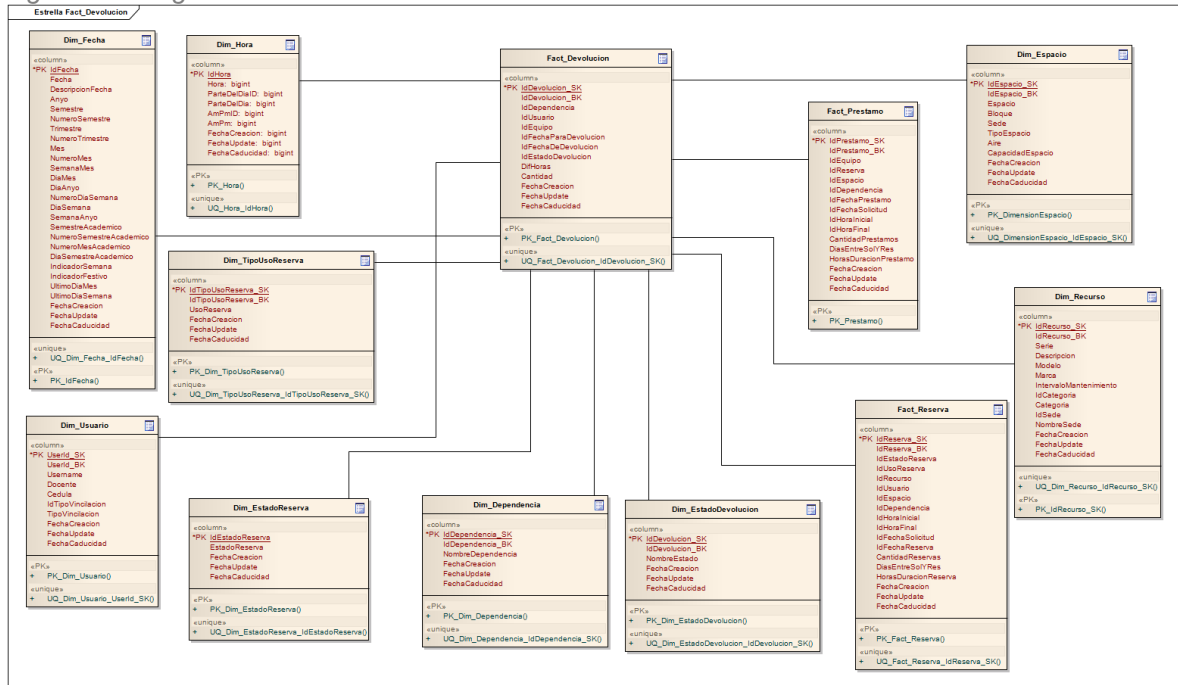 Estrella Fact_Devolucion
Dim_Fecha
«column»
*PK IdFecha
Fecha
DescripcionFecha
Anyo
Semestre
NumeroSemestre
Trimestre
NumeroTrimestre
Mes
NumeroMes
SemanaMes
DiaMes
DiaAnyo
NumeroDiaSemana
DiaSemana
SemanaAnyo
SemestreAcademico
NumeroSemestreAcademico
NumeroMesAcademico
DiaSemestreAcademico
IndicadorSemana
IndicadorFestivo
UltimoDiaMes
UltimoDiaSemana
FechaCreacion
FechaUpdate
FechaCaducidad
«unique»
+ UQ_Dim_Fecha_IdFecha()
«PK»
+ PK_IdFecha()
Dim_Hora
«column»
*PK IdHora
Hora: bigint
ParteDelDiaID: bigint
ParteDelDia: bigint
AmPmID: bigint
AmPm: bigint
FechaCreacion: bigint
FechaUpdate: bigint
FechaCaducidad: bigint
«PK»
+ PK_Hora()
«unique»
+ UQ_Hora_IdHora()
Fact_Devolucion
«column»
*PK IdDevolucion_SK
IdDevolucion_BK
IdDependencia
IdUsuario
IdEquipo
IdFechaParaDevolucion
IdFechaDeDevolucion
IdEstadoDevolucion
DifHoras
Cantidad
FechaCreacion
FechaUpdate
FechaCaducidad
«PK»
+ PK_Fact_Devolucion()
«unique»
+ UQ_Fact_Devolucion_IdDevolucion_SK()
Fact_Prestamo
«column»
*PK IdPrestamo_SK
IdPrestamo_BK
IdEquipo
IdReserva
IdEspacio
IdDependencia
IdFechaPrestamo
IdFechaSolicitud
IdHoraInicial
IdHoraFinal
CantidadPrestamos
DiasEntreSolYRes
HorasDuracionPrestamo
FechaCreacion
FechaUpdate
FechaCaducidad
«PK»
+ PK_Prestamo()
Dim_Espacio
«column»
*PK IdEspacio_SK
IdEspacio_BK
Espacio
Bloque
Sede
TipoEspacio
Aire
CapacidadEspacio
FechaCreacion
FechaUpdate
FechaCaducidad
«PK»
+ PK_DimensionEspacio()
«unique»
+ UQ_DimensionEspacio_IdEspacio_SK()
Dim_TipoUsoReserva
«column»
*PK IdTipoUsoReserva_SK
IdTipoUsoReserva_BK
UsoReserva
FechaCreacion
FechaUpdate
FechaCaducidad
«PK»
+ PK_Dim_TipoUsoReserva()
«unique»
+ UQ_Dim_TipoUsoReserva_IdTipoUsoReserva_SK()
Dim_Recurso
«column»
*PK IdRecurso_SK
IdRecurso_BK
Serie
Descripcion
Modelo
Marca
IntervaloMantenimiento
IdCategoria
Categoria
IdSede
NombreSede
FechaCreacion
FechaUpdate
FechaCaducidad
«unique»
+ UQ_Dim_Recurso_IdRecurso_SK()
«PK»
+ PK_IdRecurso_SK()
Dim_Usuario
«column»
*PK UserId_SK
UserId_BK
Username
Docente
Cedula
IdTipoVincilacion
TipoVincilacion
FechaCreacion
FechaUpdate
FechaCaducidad
«PK»
+ PK_Dim_Usuario()
«unique»
+ UQ_Dim_Usuario_UserId_SK()
Dim_EstadoReserva
«column»
*PK IdEstadoReserva
EstadoReserva
FechaCreacion
FechaUpdate
FechaCaducidad
«PK»
+ PK_Dim_EstadoReserva()
«unique»
+ UQ_Dim_EstadoReserva_IdEstadoReserva()
Dim_Dependencia
«column»
*PK IdDependencia_SK
IdDependencia_BK
NombreDependencia
FechaCreacion
FechaUpdate
FechaCaducidad
«PK»
+ PK_Dim_Dependencia()
«unique»
+ UQ_Dim_Dependencia_IdDependencia_SK()
Dim_EstadoDevolucion
«column»
*PK IdDevolucion_SK
IdDevolucion_BK
NombreEstado
FechaCreacion
FechaUpdate
FechaCaducidad
«PK»
+ PK_Dim_EstadoDevolucion()
«unique»
+ UQ_Dim_EstadoDevolucion_IdDevolucion_SK()
Fact_Reserva
«column»
*PK IdReserva_SK
IdReserva_BK
IdEstadoReserva
IdUsoReserva
IdRecurso
IdUsuario
IdEspacio
IdDependencia
IdHoraInicial
IdHoraFinal
IdFechaSolicitud
IdFechaReserva
CantidadReservas
DiasEntreSolYRes
HorasDuracionReserva
FechaCreacion
FechaUpdate
FechaCaducidad
«PK»
+ PK_Fact_Reserva()
«unique»
+ UQ_Fact_Reserva_IdReserva_SK()